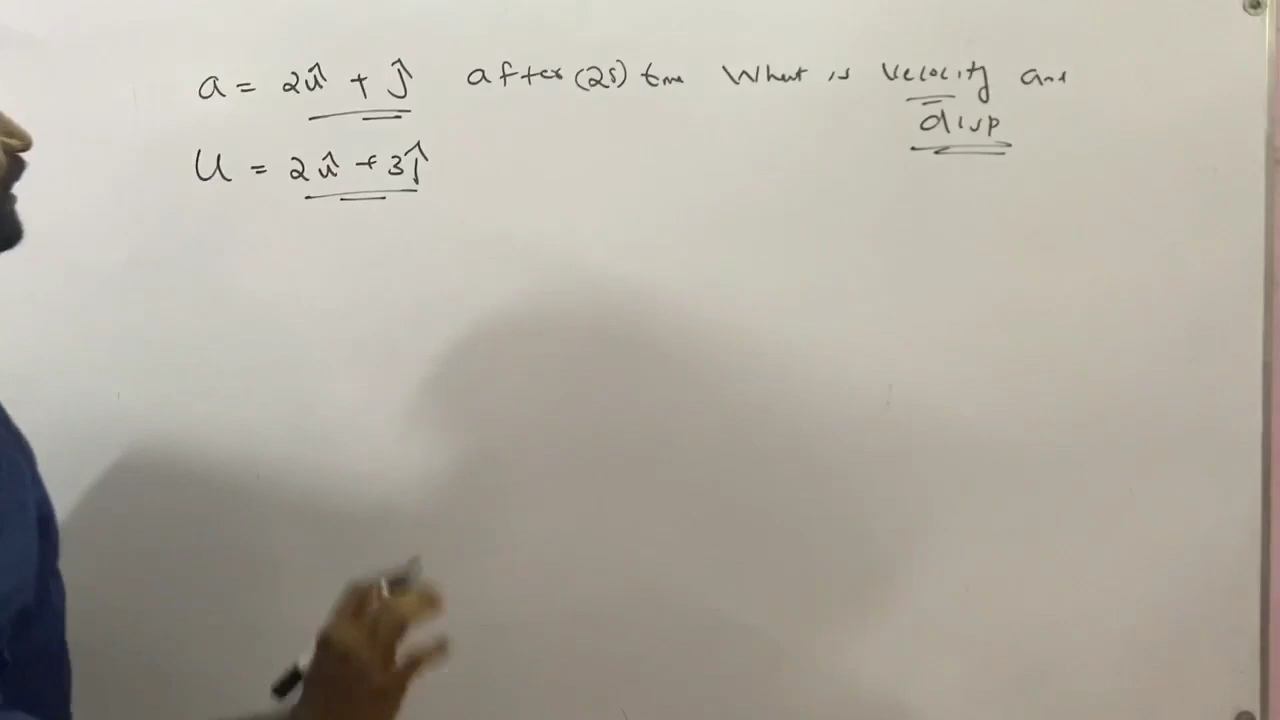 a = 2î + ĵ after (2s) time What is velocity and
disp
U = 2î + 3ĵ